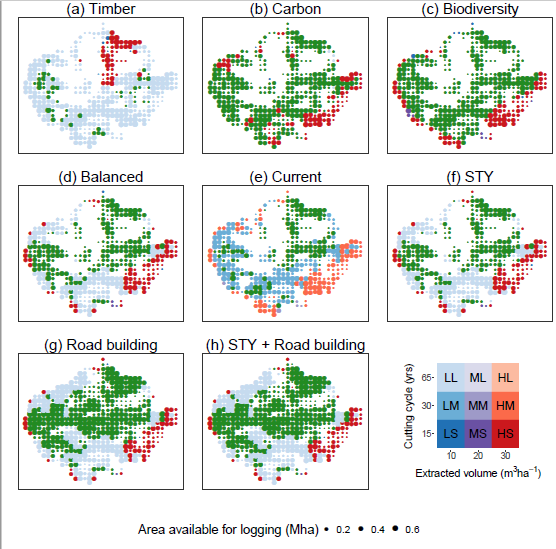 (a) Timber (b) Carbon (c) Biodiversity
(d) Balanced (e) Current (f) STY
(g) Road building (h) STY + Road building
Cutting cycle (yrs)
65- LL ML HL
30- LM MM HM
15- LS MS HS
10 20 30
Extracted volume (m³ha⁻¹)
Area available for logging (Mha) • 0.2 • 0.4 • 0.6